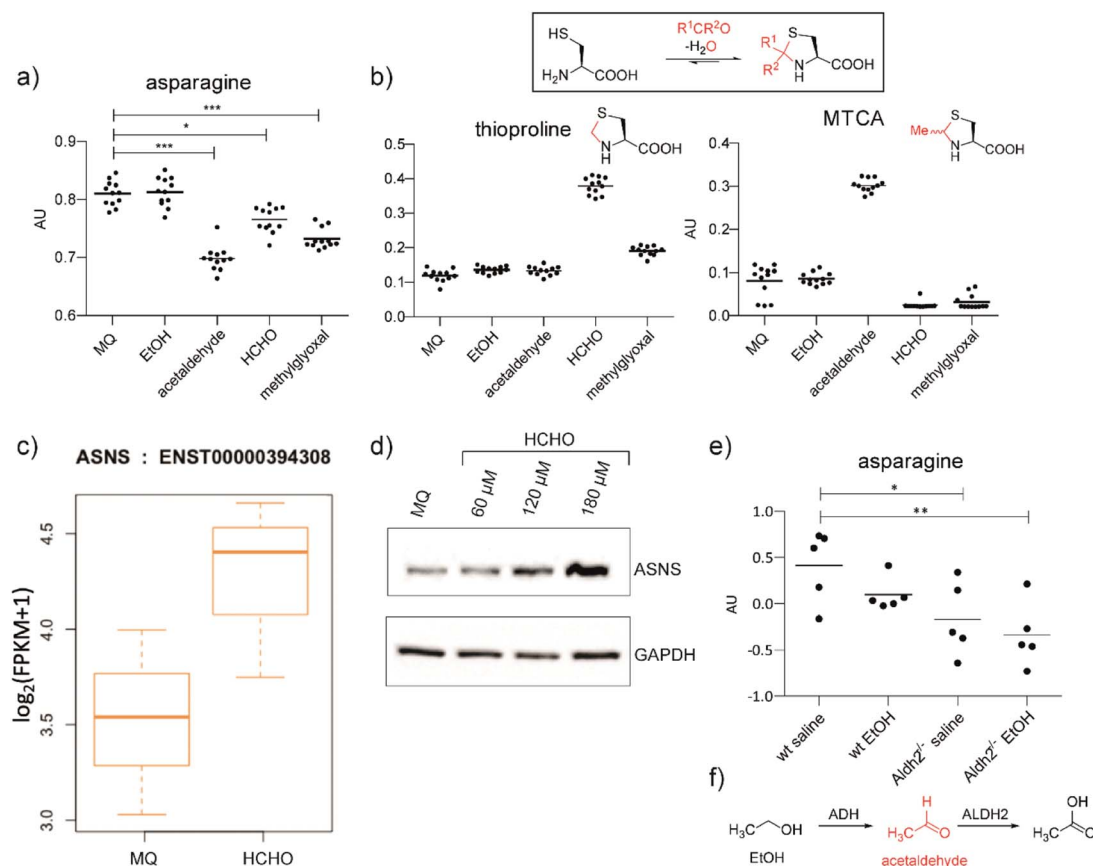 HS
H₂N
COOH
R¹CR²O
-H₂O
R¹
R²
S
NH
COOH
a)
asparagine
***
*
***
AU
0.9
0.8
0.7
0.6
MQ
EtOH
acetaldehyde
HCHO
methylglyoxal
b)
thioproline
S
N
H
COOH
0.5
0.4
0.3
0.2
0.1
0.0
MQ
EtOH
acetaldehyde
HCHO
methylglyoxal
MTCA
Me
S
NH
COOH
AU
0.4
0.3
0.2
0.1
0.0
MQ
EtOH
acetaldehyde
HCHO
methylglyoxal
c)
ASNS : ENST00000394308
log₂(FPKM+1)
4.5
4.0
3.5
3.0
MQ
HCHO
d)
HCHO
MQ
60 µM
120 µM
180 µM
ASNS
GAPDH
e)
asparagine
*
**
AU
1.0
0.5
0.0
-0.5
-1.0
wt saline
wt EtOH
Aldh2⁻/⁻ saline
Aldh2⁻/⁻ EtOH
f)
H₃C
OH
EtOH
ADH
H
H₃C
O
acetaldehyde
ALDH2
OH
H₃C
O